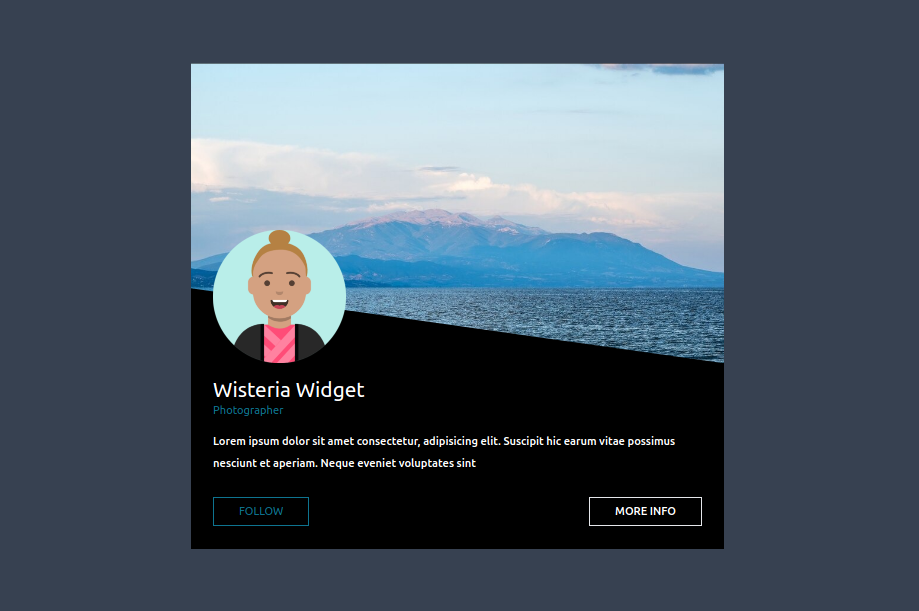 Wisteria Widget
Photographer
Lorem ipsum dolor sit amet consectetur, adipisicing elit. Suscipit hic earum vitae possimus
nesciunt et aperiam. Neque eveniet voluptates sint
FOLLOW
MORE INFO